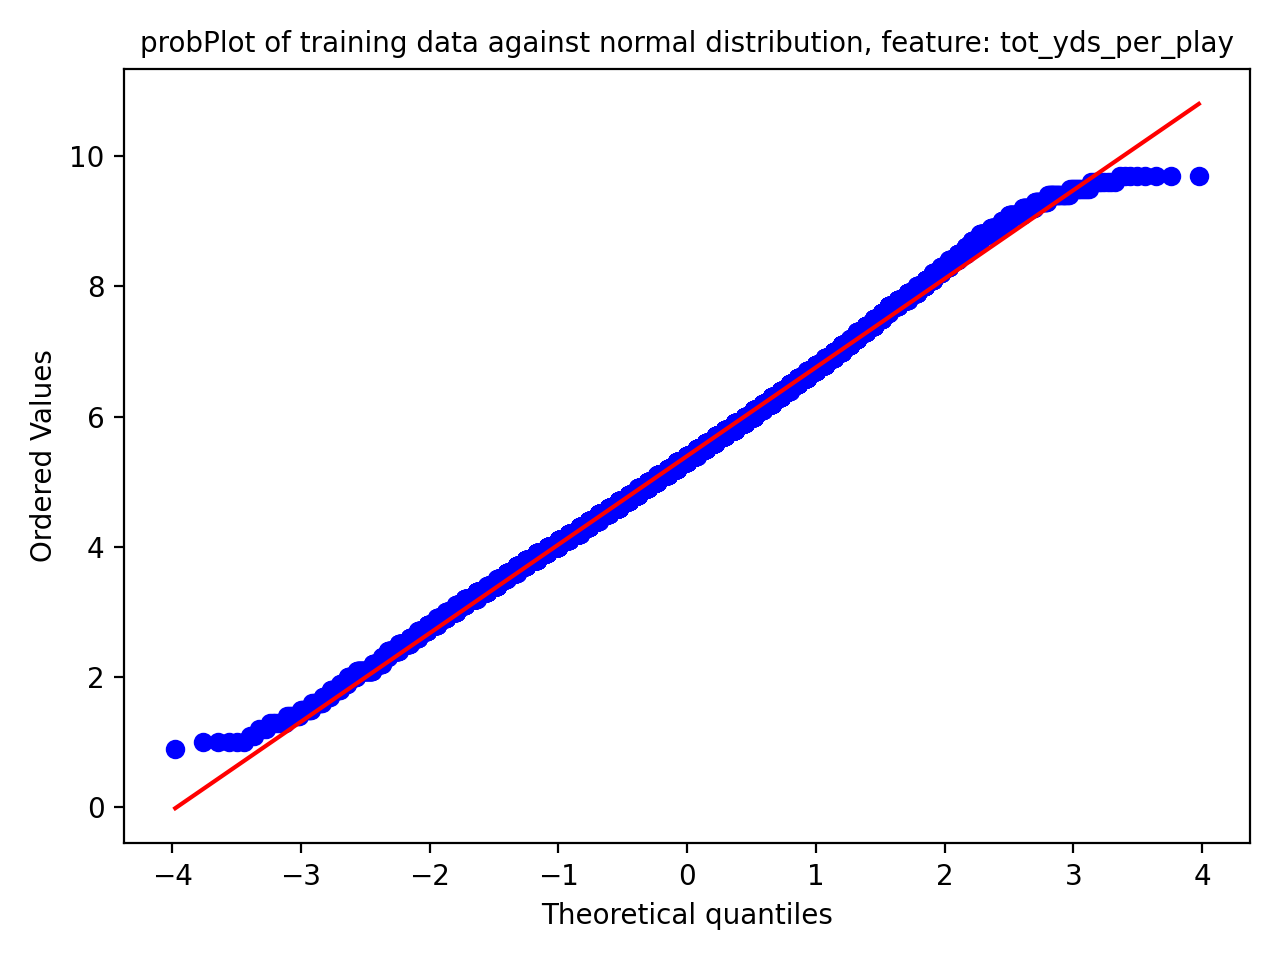 probPlot of training data against normal distribution, feature: tot_yds_per_play
10
8
6
4
2
0
Ordered Values
−4 −3 −2 −1 0 1 2 3 4
Theoretical quantiles